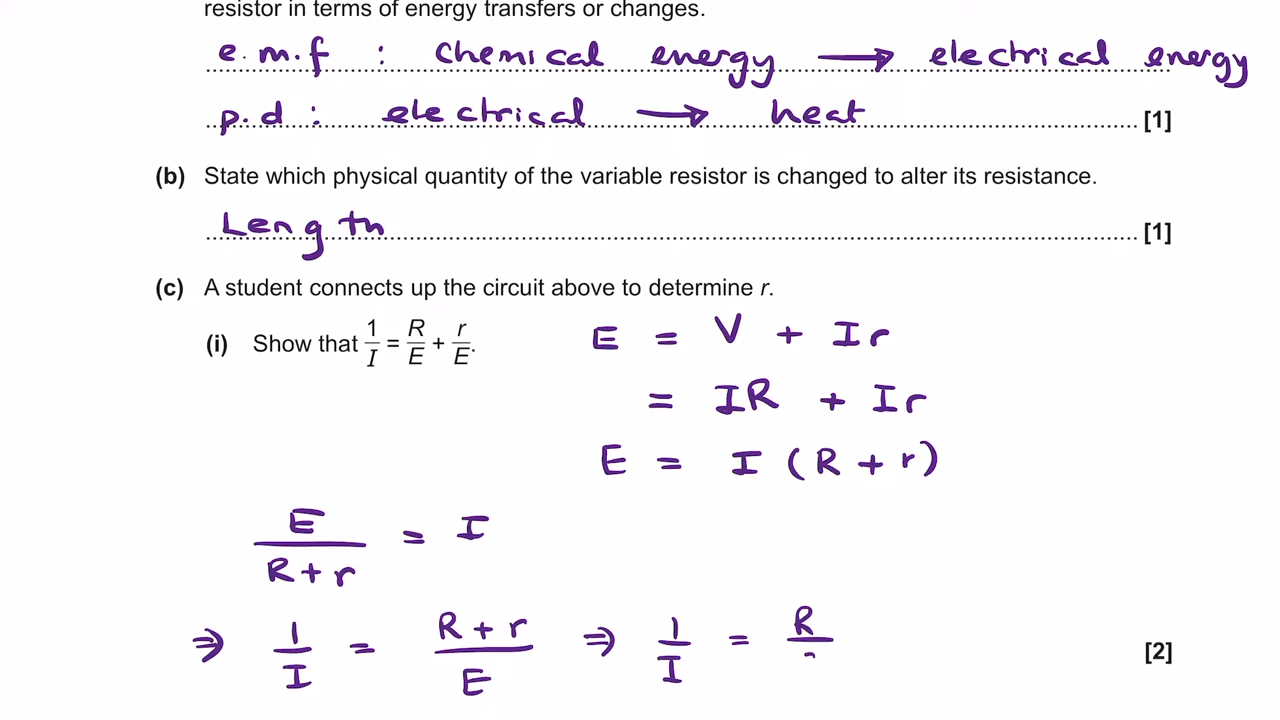 resistor in terms of energy transfers or changes.
e.m.f : chemical energy → electrical energy
p.d : electrical → heat [1]
(b) State which physical quantity of the variable resistor is changed to alter its resistance.
Length [1]
(c) A student connects up the circuit above to determine r.
(i) Show that 1/I = R/E + r/E.
E = V + Ir
= IR + Ir
E = I (R + r)
E/(R + r) = I
⇒ 1/I = (R + r)/E ⇒ 1/I = R/ [2]